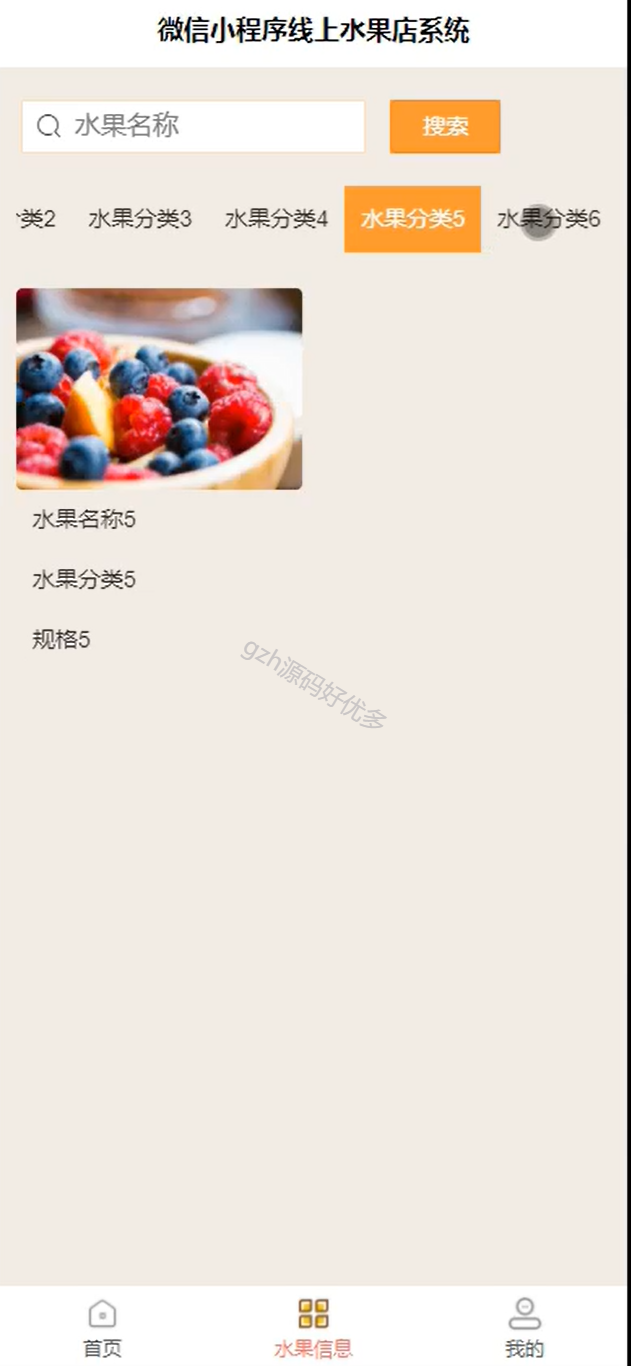 微信小程序线上水果店系统
水果名称
搜索
类2 水果分类3 水果分类4 水果分类5 水果分类6
水果名称5
水果分类5
规格5
gzh源码好优多
首页 水果信息 我的